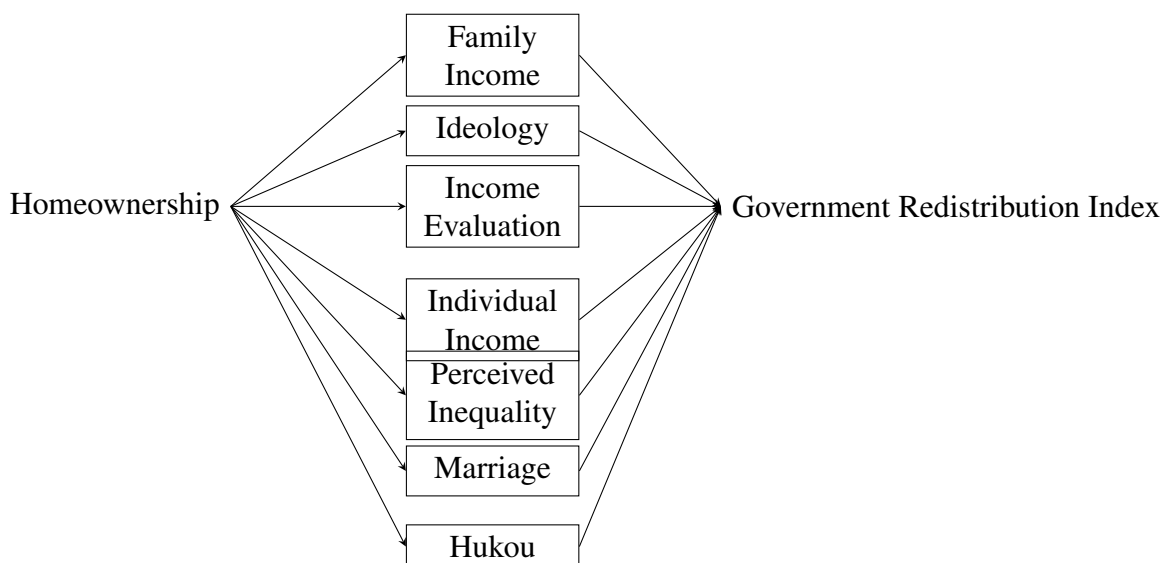 Family
Income
Ideology
Income
Evaluation
Homeownership
Government Redistribution Index
Individual
Income
Perceived
Inequality
Marriage
Hukou